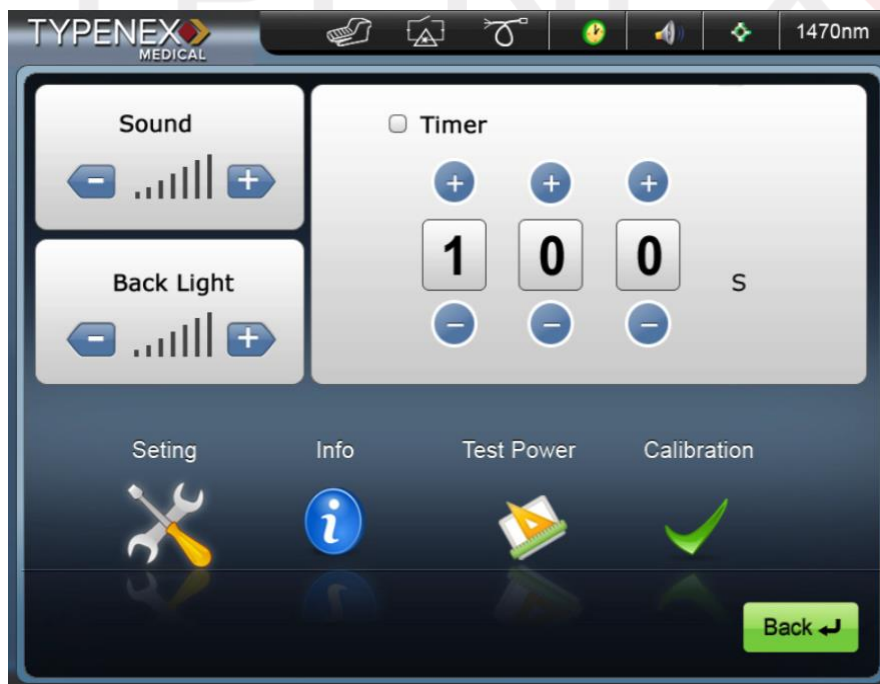 TYPENEX
MEDICAL
1470nm
Sound
Timer
1 0 0 S
Back Light
Seting Info Test Power Calibration
Back